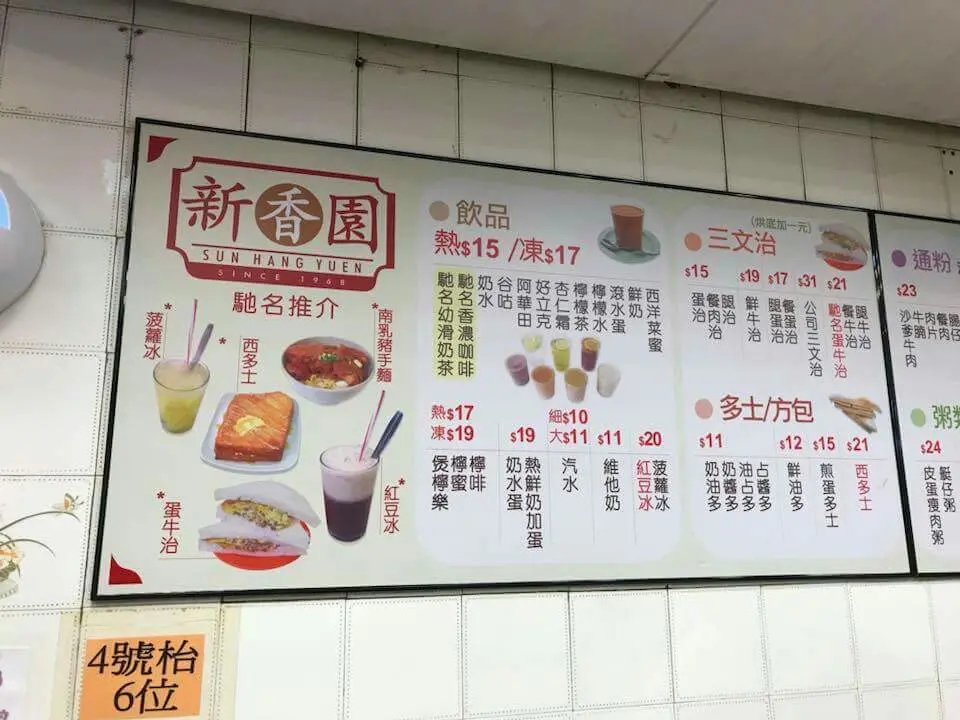 新香園
SUN HANG YUEN
SINCE 1968
馳名推介
*菠蘿冰
*西多士
*南乳豬手麵
*蛋牛治
*紅豆冰
飲品
熱$15 /凍$17
馳名幼滑奶茶
馳名香濃咖啡
奶水
谷咕
阿華田
好立克
杏仁霜
檸檬茶
檸檬水
滾水蛋
鮮奶
西洋菜蜜
熱$17
凍$19
煲檸樂
檸蜜
檸啡
$19
奶水蛋
熱鮮奶加蛋
細$10
大$11
汽水
$11
維他奶
$20
紅豆冰
菠蘿冰
三文治
(烘底加一元)
$15
蛋治
餐肉治
腿治
$19
鮮牛治
$17
腿蛋治
餐蛋治
$31
公司三文治
$21
馳名蛋牛治
餐牛治
腿牛治
多士/方包
$11
奶油多
奶醬多
油占多
占醬多
$12
鮮油多
$15
煎蛋多士
$21
西多士
通粉
$23
沙爹牛肉
牛腩
肉片
餐肉
腸仔
粥
$24
皮蛋瘦肉粥
艇仔粥
4號枱
6位